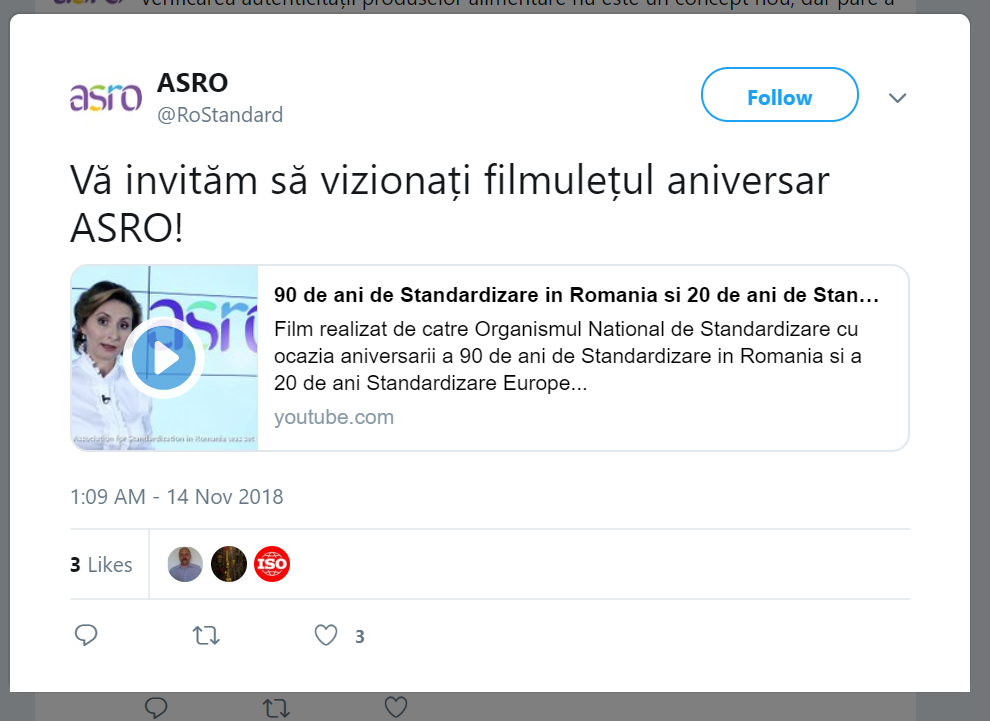 verificarea autenticității produselor alimentare nu este un concept nou, dar pare a
asro
ASRO
@RoStandard
Follow
Vă invităm să vizionați filmulețul aniversar
ASRO!
asro
90 de ani de Standardizare in Romania si 20 de ani de Stan...
Film realizat de catre Organismul National de Standardizare cu
ocazia aniversarii a 90 de ani de Standardizare in Romania si a
20 de ani Standardizare Europe...
youtube.com
Association for Standardization in Romania was set
1:09 AM - 14 Nov 2018
3 Likes
ISO
3